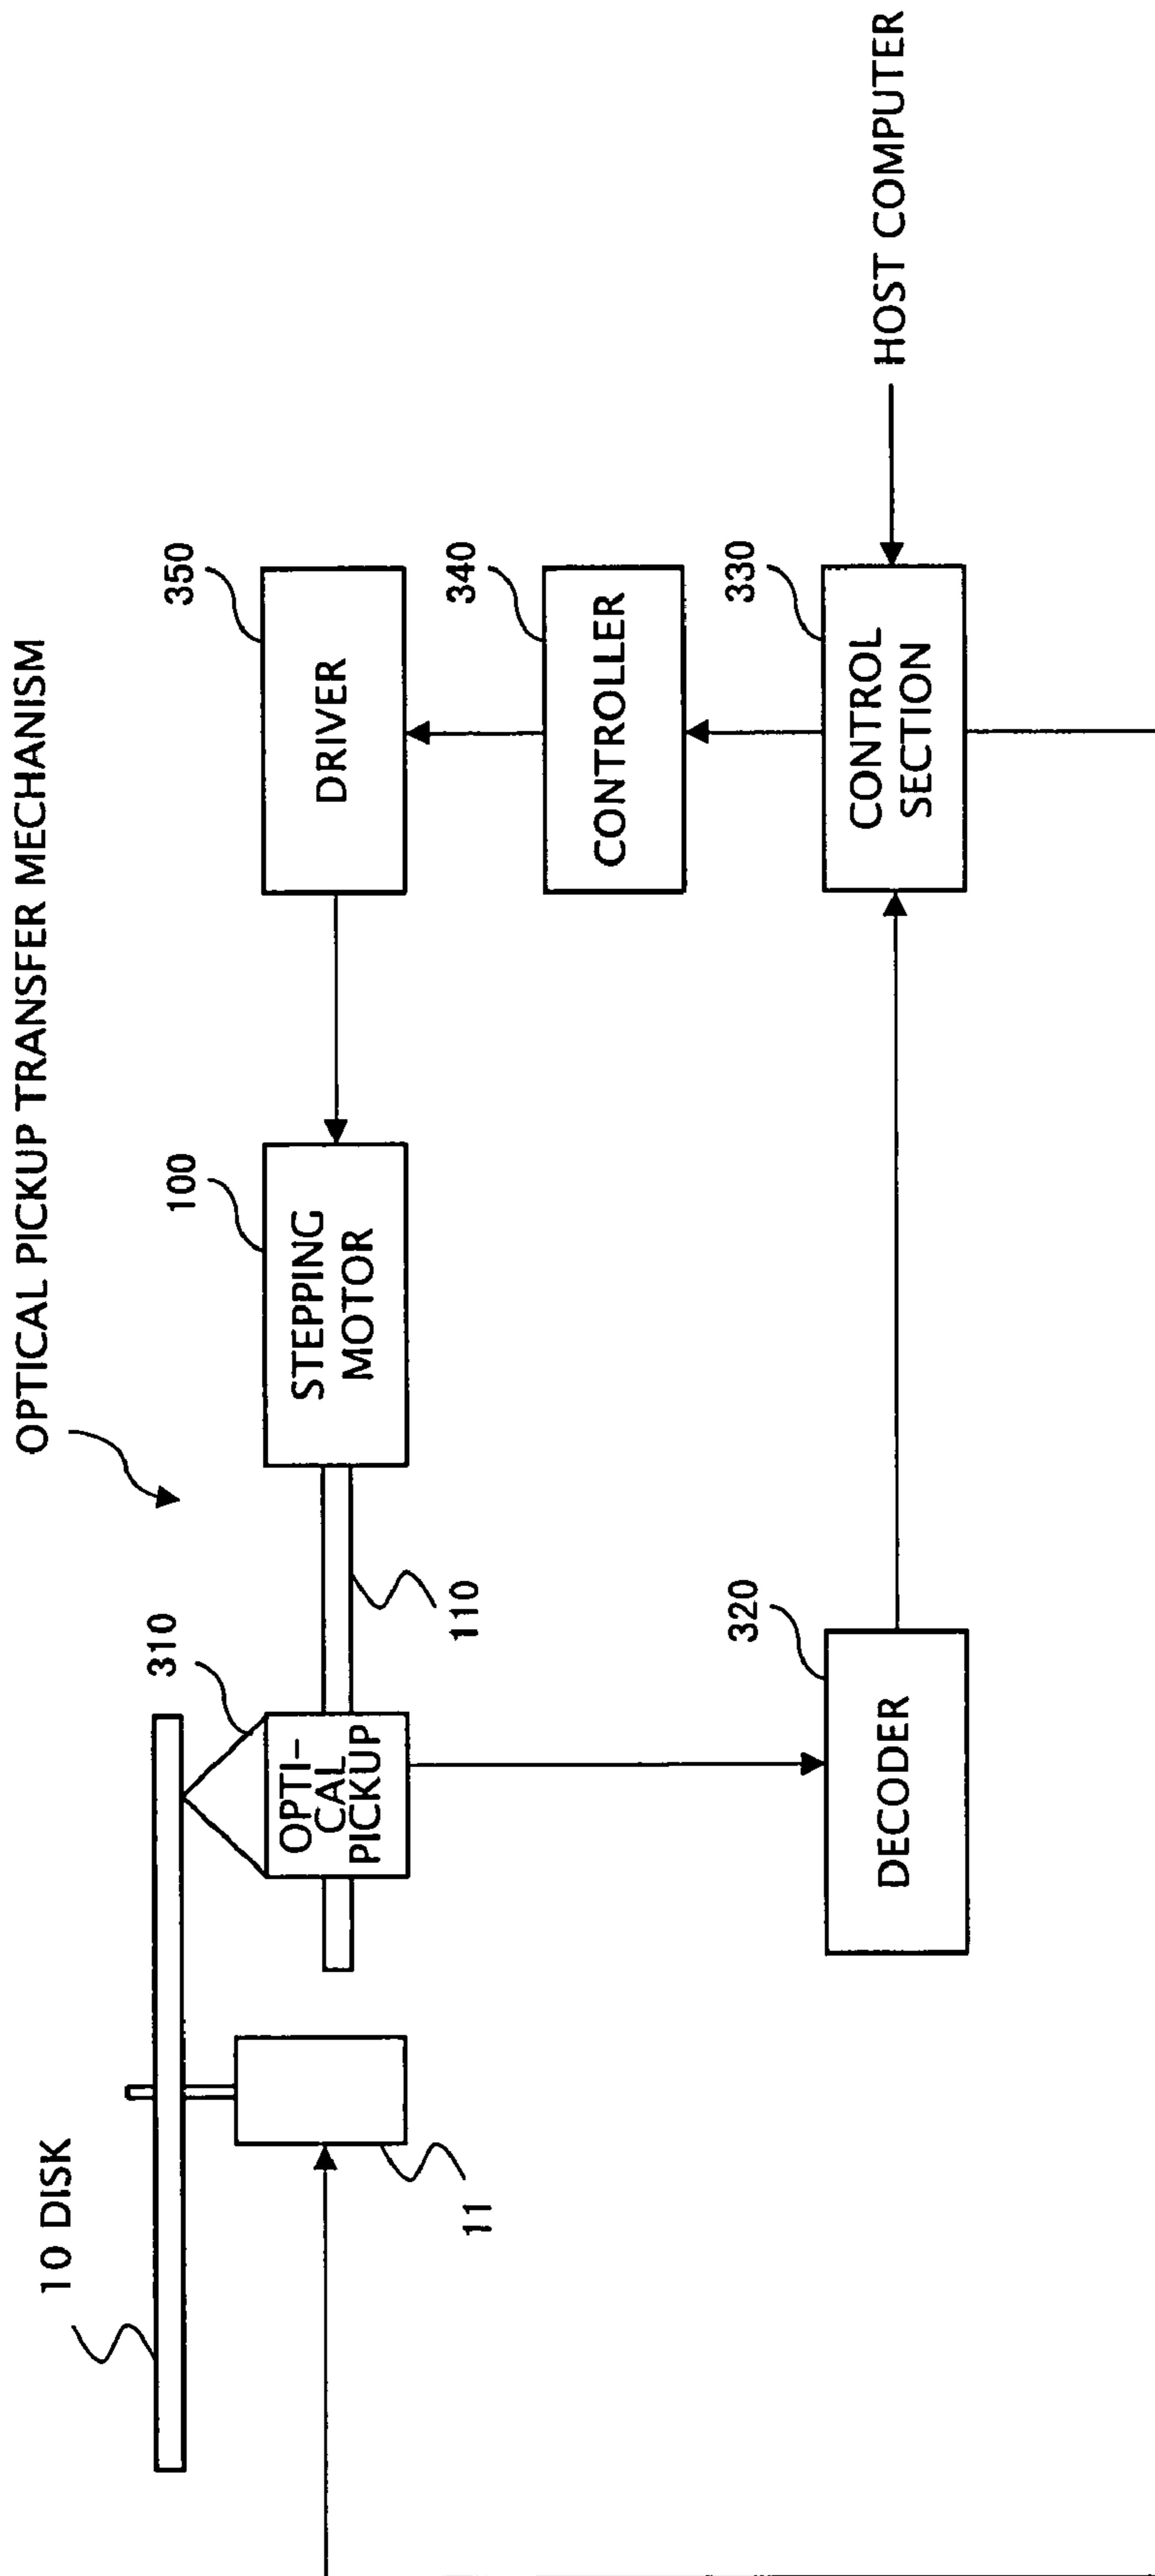 OPTICAL PICKUP TRANSFER MECHANISM
10 DISK
310
100
350
OPTI-
CAL
PICKUP
STEPPING
MOTOR
DRIVER
11
110
340
CONTROLLER
320
330
DECODER
CONTROL
SECTION
HOST COMPUTER